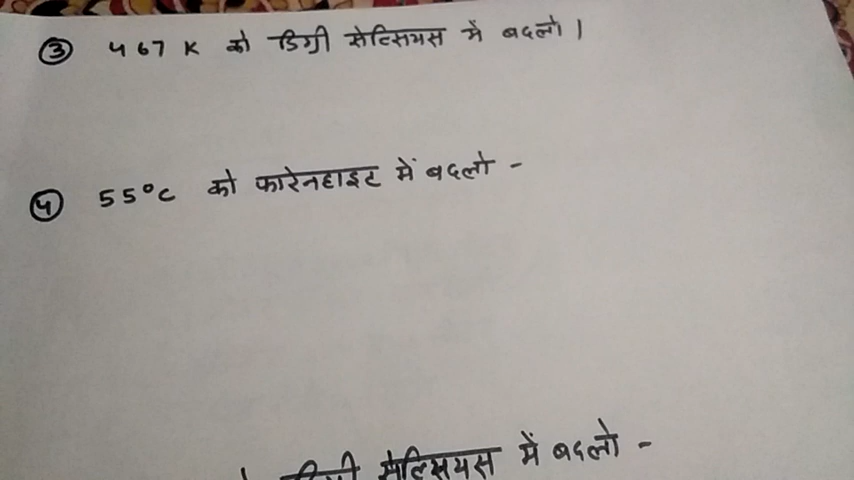 ③ 467 K को डिग्री सेल्सियस में बदलो।
④ 55°C को फारेनहाइट में बदलो -
सेल्सियस में बदलो -